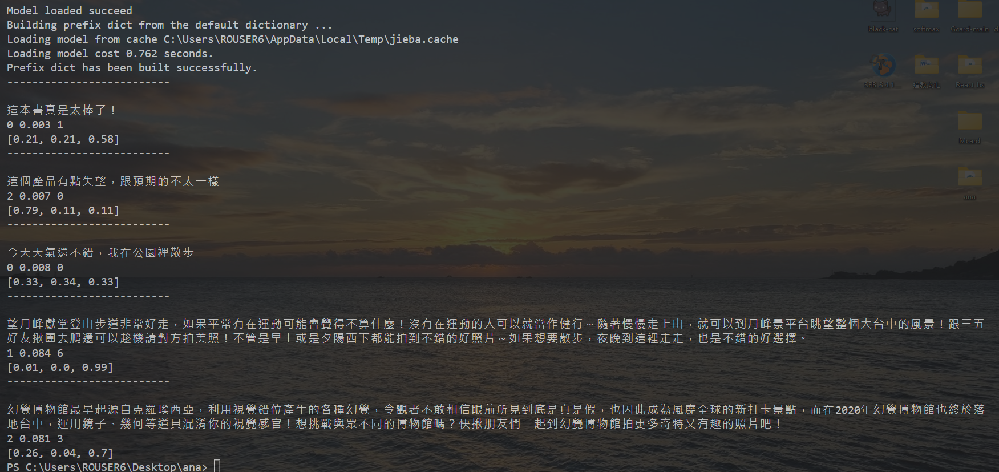 Model loaded succeed
Building prefix dict from the default dictionary ...
Loading model from cache C:\Users\ROUSER6\AppData\Local\Temp\jieba.cache
Loading model cost 0.762 seconds.
Prefix dict has been built successfully.
--------------------------
這本書真是太棒了！
0 0.003 1
[0.21, 0.21, 0.58]
--------------------------
這個產品有點失望，跟預期的不太一樣
2 0.007 0
[0.79, 0.11, 0.11]
--------------------------
今天天氣還不錯，我在公園裡散步
0 0.008 0
[0.33, 0.34, 0.33]
--------------------------
望月峰獻堂登山步道非常好走，如果平常有在運動可能會覺得不算什麼！沒有在運動的人可以就當作健行～隨著慢慢走上山，就可以到月峰景平台眺望整個大台中的風景！跟三五
好友揪團去爬還可以趁機請對方拍美照！不管是早上或是夕陽西下都能拍到不錯的好照片～如果想要散步，夜晚到這裡走走，也是不錯的好選擇。
1 0.084 6
[0.01, 0.0, 0.99]
--------------------------
幻覺博物館最早起源自克羅埃西亞，利用視覺錯位產生的各種幻覺，令觀者不敢相信眼前所見到底是真是假，也因此成為風靡全球的新打卡景點，而在2020年幻覺博物館也終於落
地台中，運用鏡子、幾何等道具混淆你的視覺感官！想挑戰與眾不同的博物館嗎？快揪朋友們一起到幻覺博物館拍更多奇特又有趣的照片吧！
2 0.081 3
[0.26, 0.04, 0.7]
PS C:\Users\ROUSER6\Desktop\ana>
black-cat
softmax
Gcard-main
道教文化
React_bs
Mcard
ana